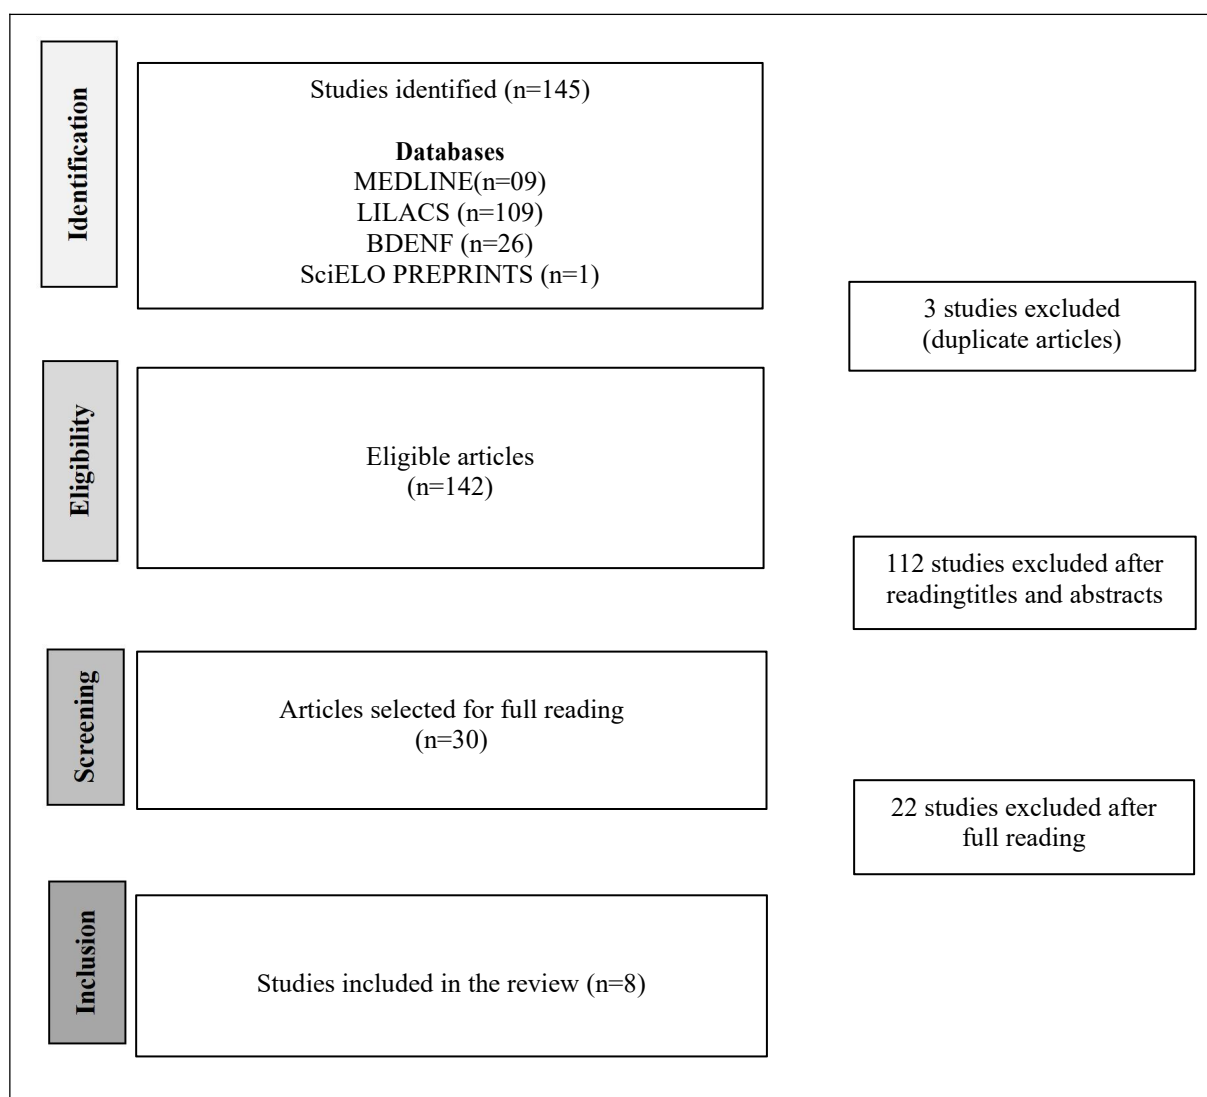 Identification
Studies identified (n=145)
Databases
MEDLINE(n=09)
LILACS (n=109)
BDENF (n=26)
SciELO PREPRINTS (n=1)
3 studies excluded
(duplicate articles)
Eligibility
Eligible articles
(n=142)
112 studies excluded after
readingtitles and abstracts
Screening
Articles selected for full reading
(n=30)
22 studies excluded after
full reading
Inclusion
Studies included in the review (n=8)